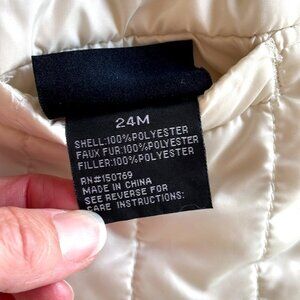 24M
SHELL:100%POLYESTER
FAUX FUR:100%POLYESTER
FILLER:100%POLYESTER
RN#150769
MADE IN CHINA
SEE REVERSE FOR
CARE INSTRUCTIONS: